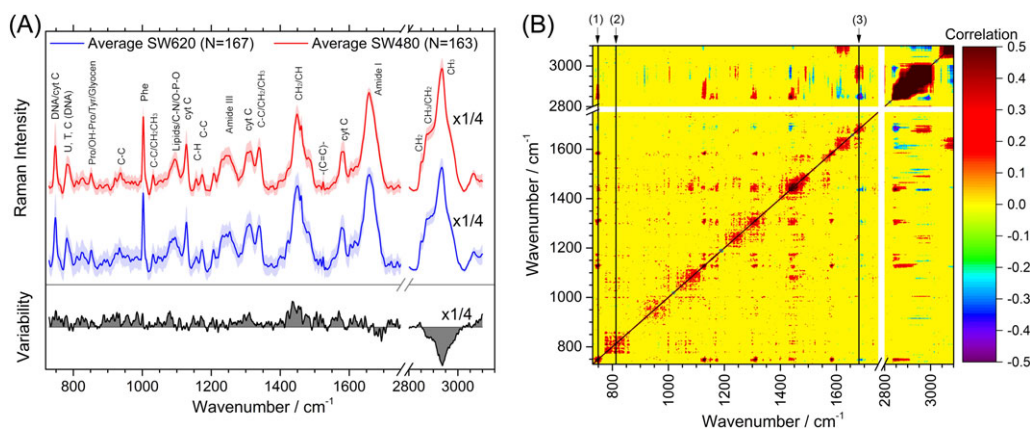 (A)
Average SW620 (N=167)
Average SW480 (N=163)
Raman Intensity
DNA/cyt C
U, T, C (DNA)
Pro/OH-Pro/Tyr/Glyocen
C-C
Phe
C-C/CH2CH3
Lipids/C-N/O-P-O
cyt C
C-H
C-C
Amide III
cyt C
C-C/CH2/CH3
CH2/CH
-(C=C)-
cyt C
Amide I
CH2
CH3/CH2
CH3
x1/4
x1/4
Variability
x1/4
800 1000 1200 1400 1600 2800 3000
Wavenumber / cm⁻¹
(B)
(1) (2) (3)
Wavenumber / cm⁻¹
3000
2800
1600
1400
1200
1000
800
800 1000 1200 1400 1600 2800 3000
Wavenumber / cm⁻¹
Correlation
0.5
0.4
0.3
0.2
0.1
0.0
-0.1
-0.2
-0.3
-0.4
-0.5